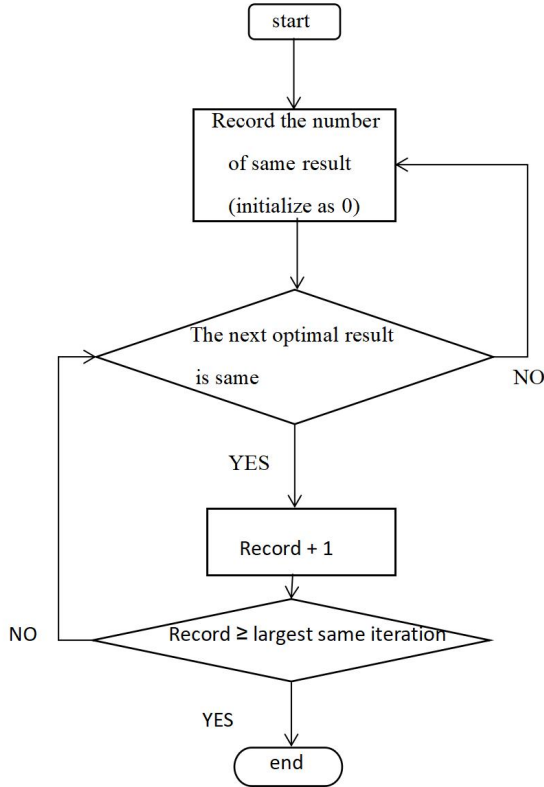 start
Record the number
of same result
(initialize as 0)
The next optimal result
is same
NO
YES
Record + 1
Record ≥ largest same iteration
NO
YES
end